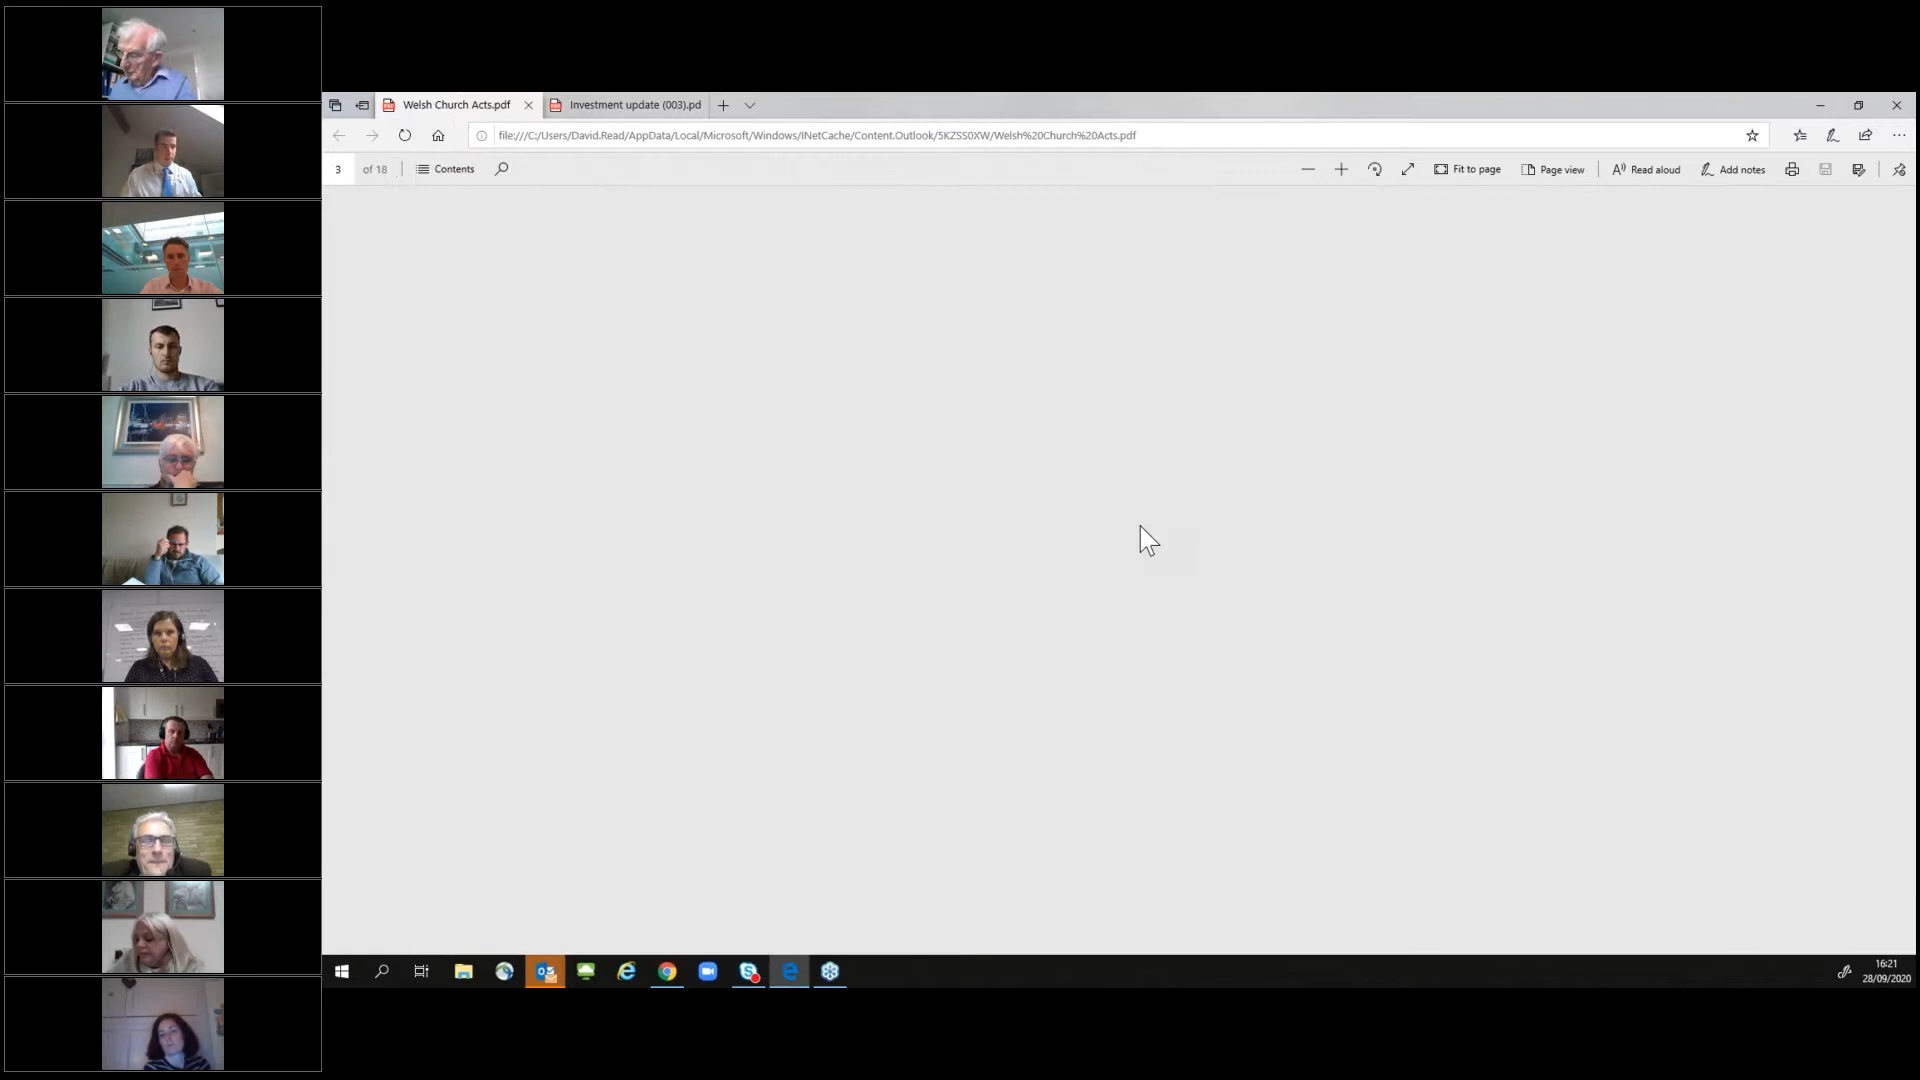 Welsh Church Acts.pdf
Investment update (003).pd
file:///C:/Users/David.Read/AppData/Local/Microsoft/Windows/INetCache/Content.Outlook/5KZSS0XW/Welsh%20Church%20Acts.pdf
3 of 18 Contents Fit to page Page view Read aloud Add notes
16:21
28/09/2020